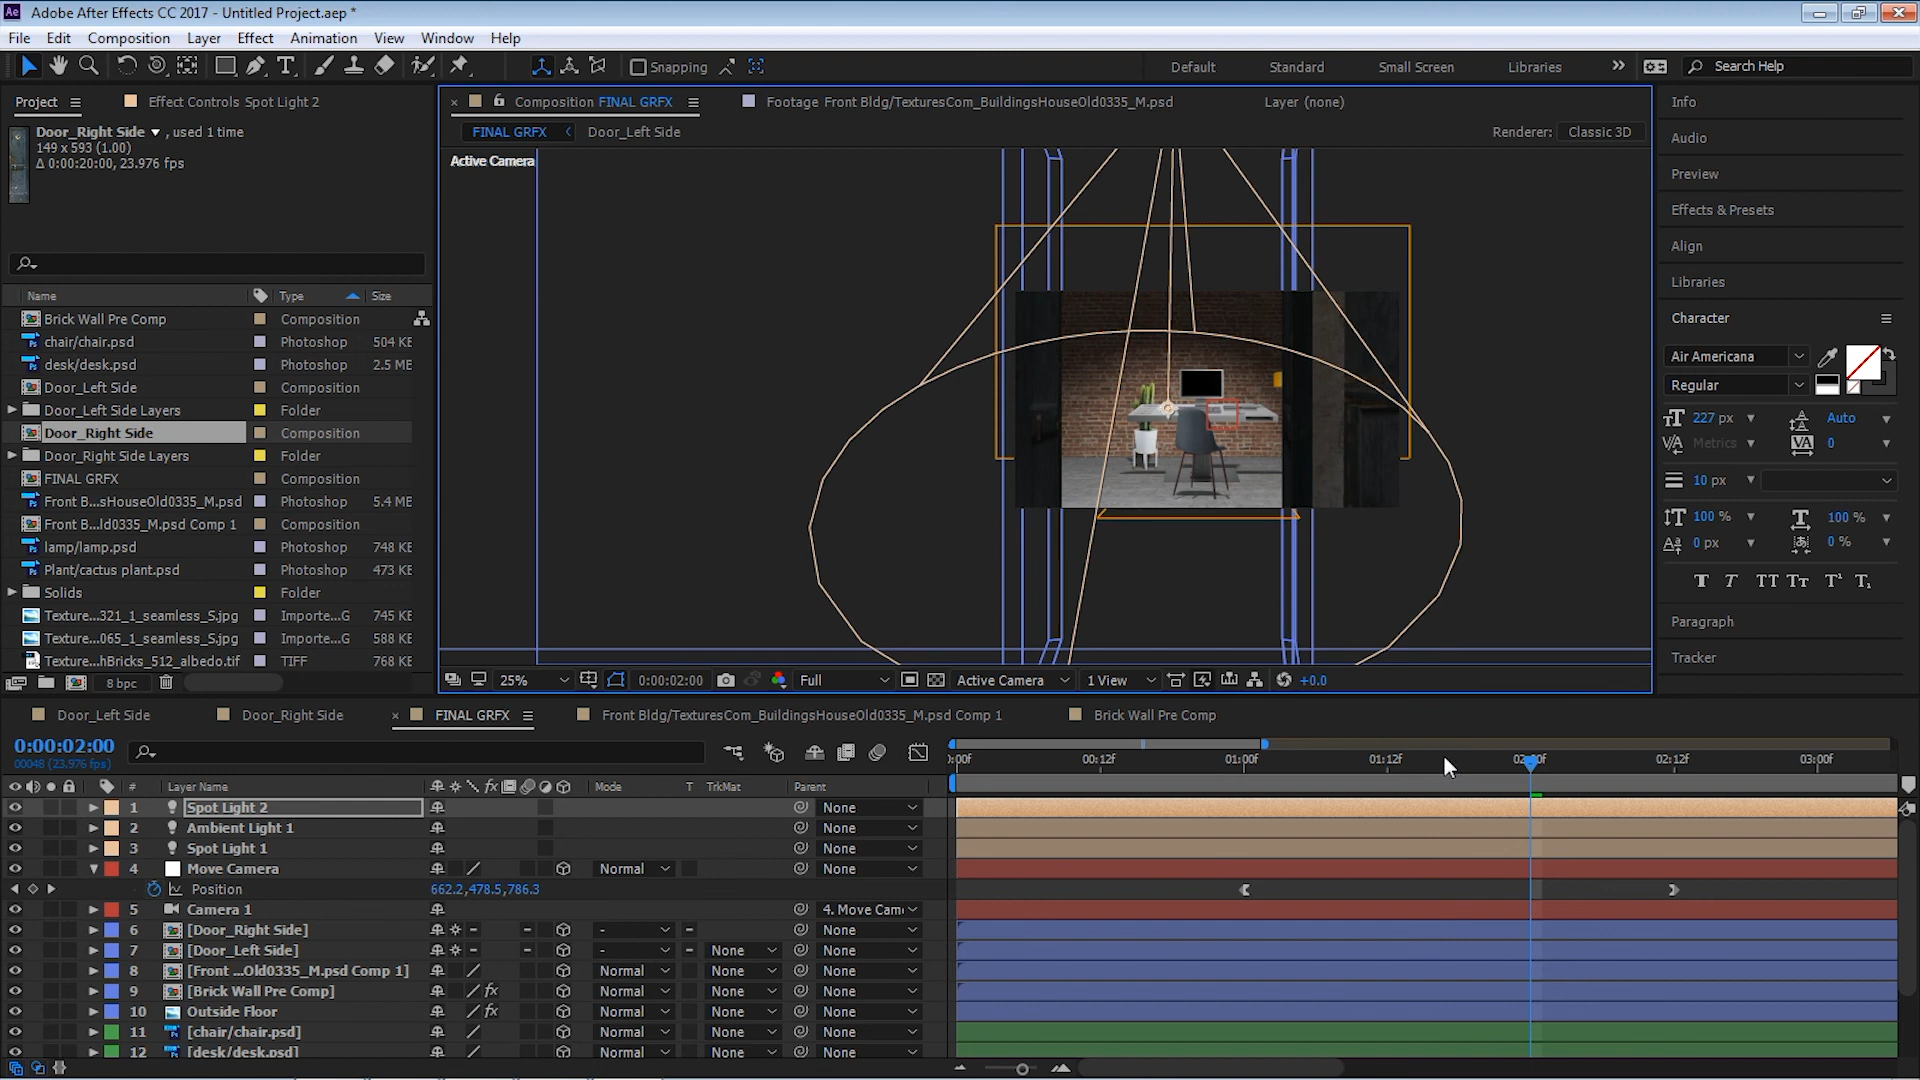 Adobe After Effects CC 2017 - Untitled Project.aep *
File Edit Composition Layer Effect Animation View Window Help
Snapping
Default Standard Small Screen Libraries
Search Help
Project Effect Controls Spot Light 2
Composition FINAL GRFX Footage Front Bldg/TexturesCom_BuildingsHouseOld0335_M.psd Layer (none)
Door_Right Side , used 1 time
149 x 593 (1.00)
Δ 0:00:20:00, 23.976 fps
FINAL GRFX Door_Left Side Renderer: Classic 3D
Active Camera
Info
Audio
Preview
Effects & Presets
Align
Libraries
Character
Air Americana
Regular
227 px Auto
Metrics 0
10 px
100 % 100 %
0 px 0 %
Paragraph
Tracker
Name Type Size
Brick Wall Pre Comp Composition
chair/chair.psd Photoshop 504 KE
desk/desk.psd Photoshop 2.5 ME
Door_Left Side Composition
Door_Left Side Layers Folder
Door_Right Side Composition
Door_Right Side Layers Folder
FINAL GRFX Composition
Front B...sHouseOld0335_M.psd Photoshop 5.4 ME
Front B...ld0335_M.psd Comp 1 Composition
lamp/lamp.psd Photoshop 748 KE
Plant/cactus plant.psd Photoshop 473 KE
Solids Folder
Texture...321_1_seamless_S.jpg Importe...G 745 KE
Texture...065_1_seamless_S.jpg Importe...G 588 KE
Texture...hBricks_512_albedo.tif TIFF 768 KE
8 bpc
25% 0:00:02:00 Full Active Camera 1 View +0.0
Door_Left Side Door_Right Side FINAL GRFX Front Bldg/TexturesCom_BuildingsHouseOld0335_M.psd Comp 1 Brick Wall Pre Comp
0:00:02:00
00048 (23.976 fps)
:00f 00:12f 01:00f 01:12f 02:00f 02:12f 03:00f
# Layer Name Mode T TrkMat Parent
1 Spot Light 2 None
2 Ambient Light 1 None
3 Spot Light 1 None
4 Move Camera Normal None
Position 662.2,478.5,786.3
5 Camera 1 4. Move Cam
6 [Door_Right Side] - None
7 [Door_Left Side] - None None
8 [Front ...Old0335_M.psd Comp 1] Normal None None
9 [Brick Wall Pre Comp] Normal None None
10 Outside Floor Normal None None
11 [chair/chair.psd] Normal None None
12 [desk/desk.psd] Normal None None